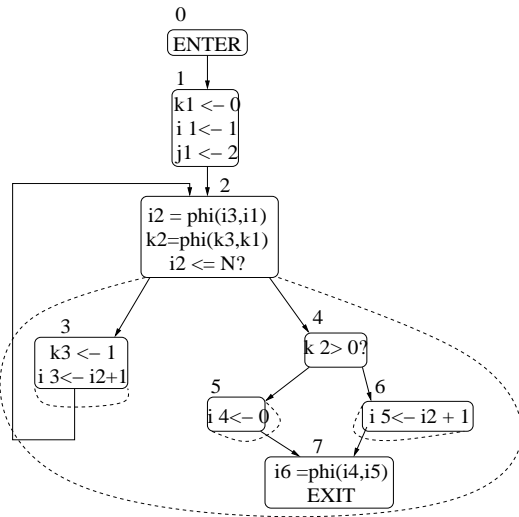 0
ENTER
1
k1 <– 0
i 1<– 1
j1 <– 2
2
i2 = phi(i3,i1)
k2=phi(k3,k1)
i2 <= N?
3
k3 <– 1
i 3<– i2+1
4
k 2> 0?
5
i 4<– 0
6
i 5<– i2 + 1
7
i6 =phi(i4,i5)
EXIT